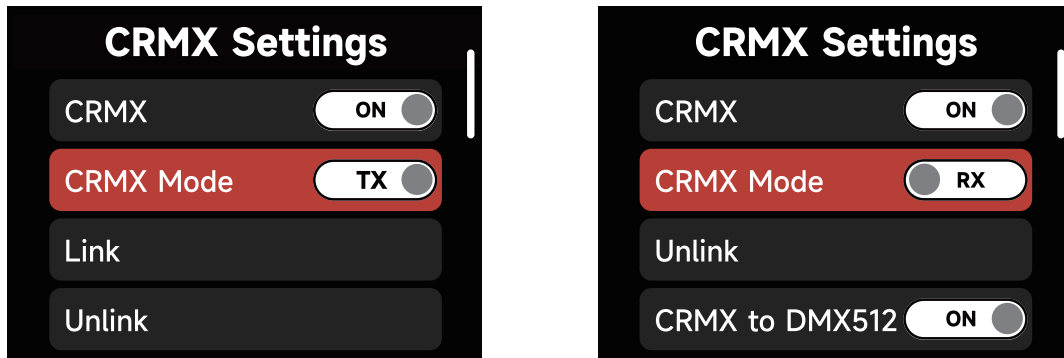 CRMX Settings
CRMX ON
CRMX Mode TX
Link
Unlink
CRMX Settings
CRMX ON
CRMX Mode RX
Unlink
CRMX to DMX512 ON